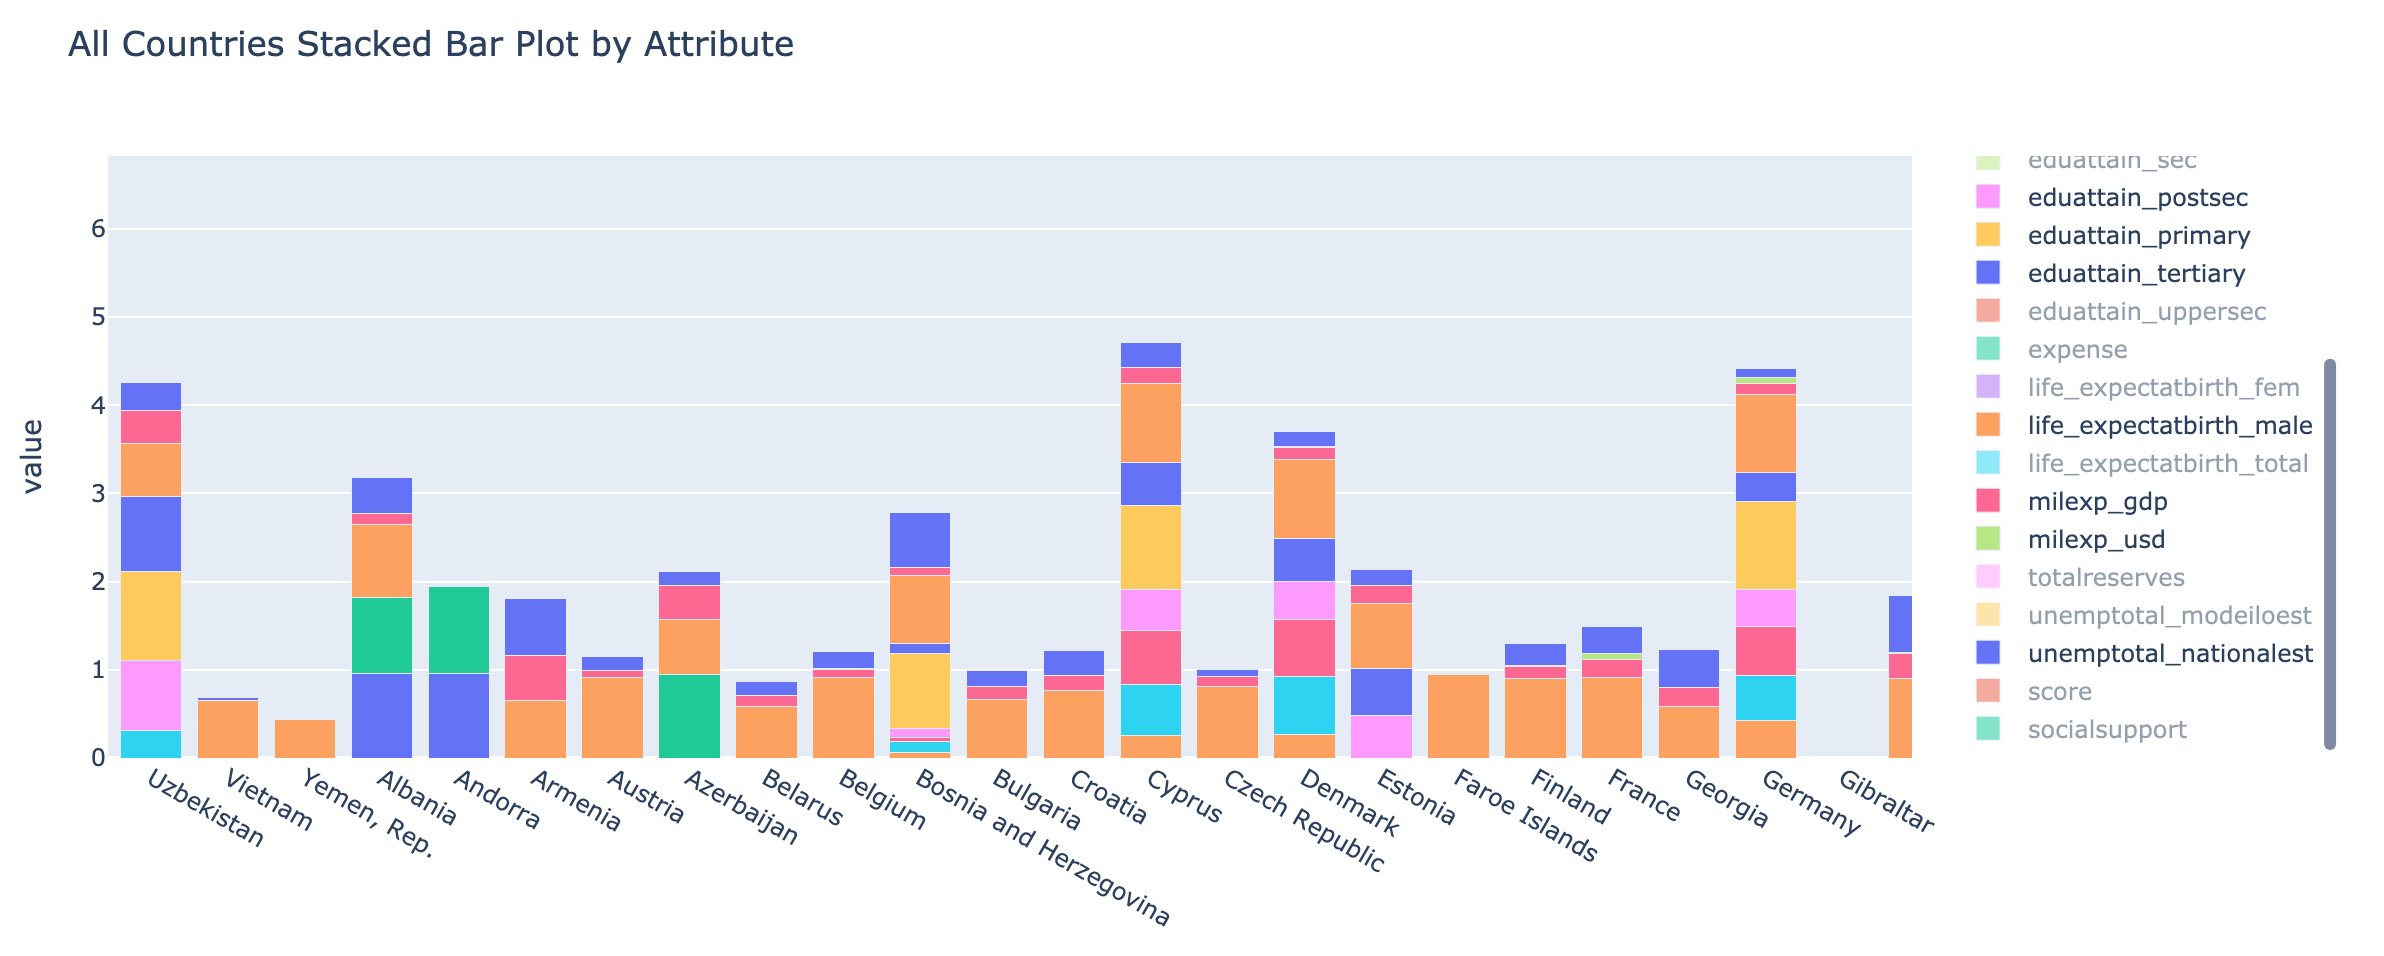 All Countries Stacked Bar Plot by Attribute
value
6
5
4
3
2
1
0
Uzbekistan
Vietnam
Yemen, Rep.
Albania
Andorra
Armenia
Austria
Azerbaijan
Belarus
Belgium
Bosnia and Herzegovina
Bulgaria
Croatia
Cyprus
Czech Republic
Denmark
Estonia
Faroe Islands
Finland
France
Georgia
Germany
Gibraltar
eduattain_sec
eduattain_postsec
eduattain_primary
eduattain_tertiary
eduattain_uppersec
expense
life_expectatbirth_fem
life_expectatbirth_male
life_expectatbirth_total
milexp_gdp
milexp_usd
totalreserves
unemptotal_modeiloest
unemptotal_nationalest
score
socialsupport